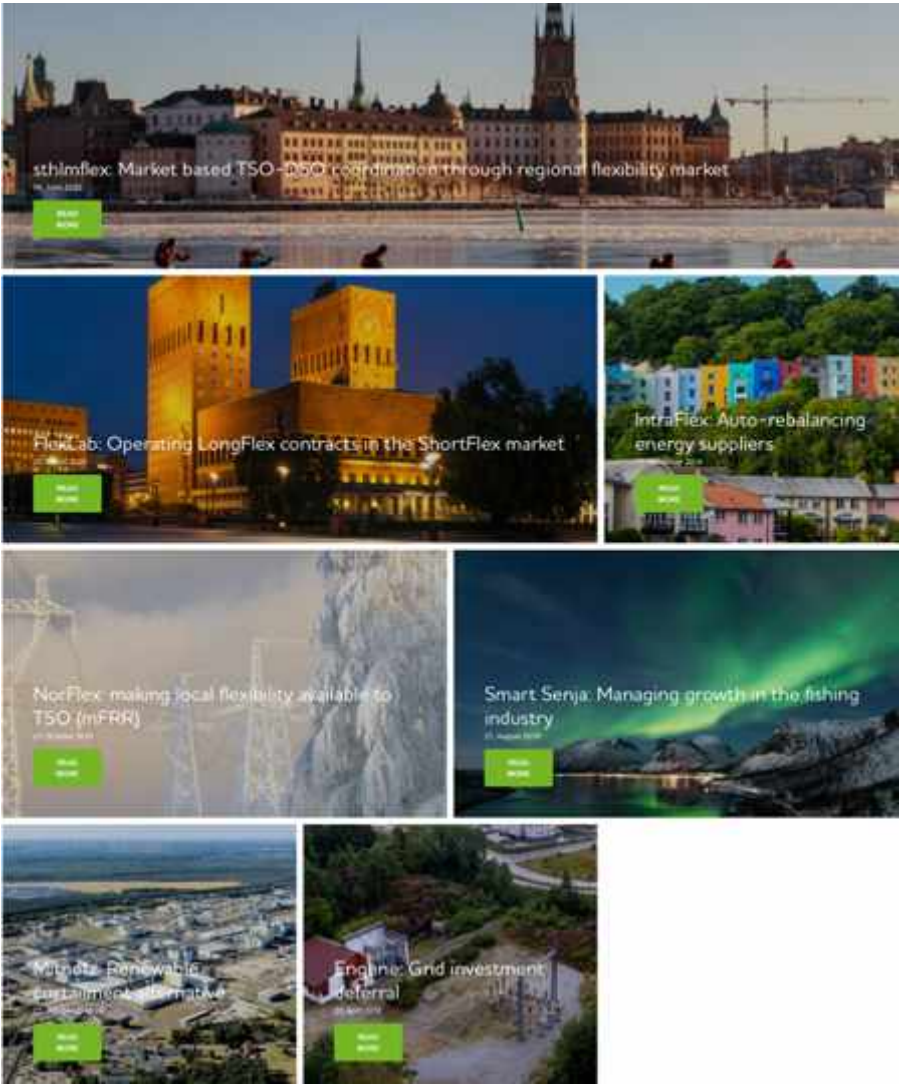 sthlmflex: Market based TSO-DSO coordination through regional flexibility market
READ
MORE
FlexLab: Operating LongFlex contracts in the ShortFlex market
READ
MORE
IntraFlex: Auto-rebalancing
energy suppliers
READ
MORE
NorFlex: making local flexibility available to
TSO (mFRR)
READ
MORE
Smart Senja: Managing growth in the fishing
industry
READ
MORE
Mitnetz: Renewable
curtailment alternative
READ
MORE
Engene: Grid investment
deferral
READ
MORE